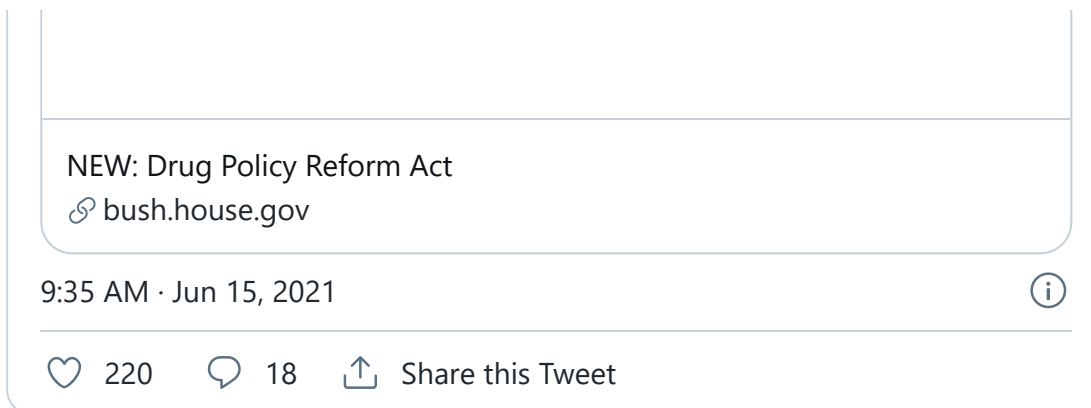 NEW: Drug Policy Reform Act
bush.house.gov
9:35 AM · Jun 15, 2021
220 18 Share this Tweet